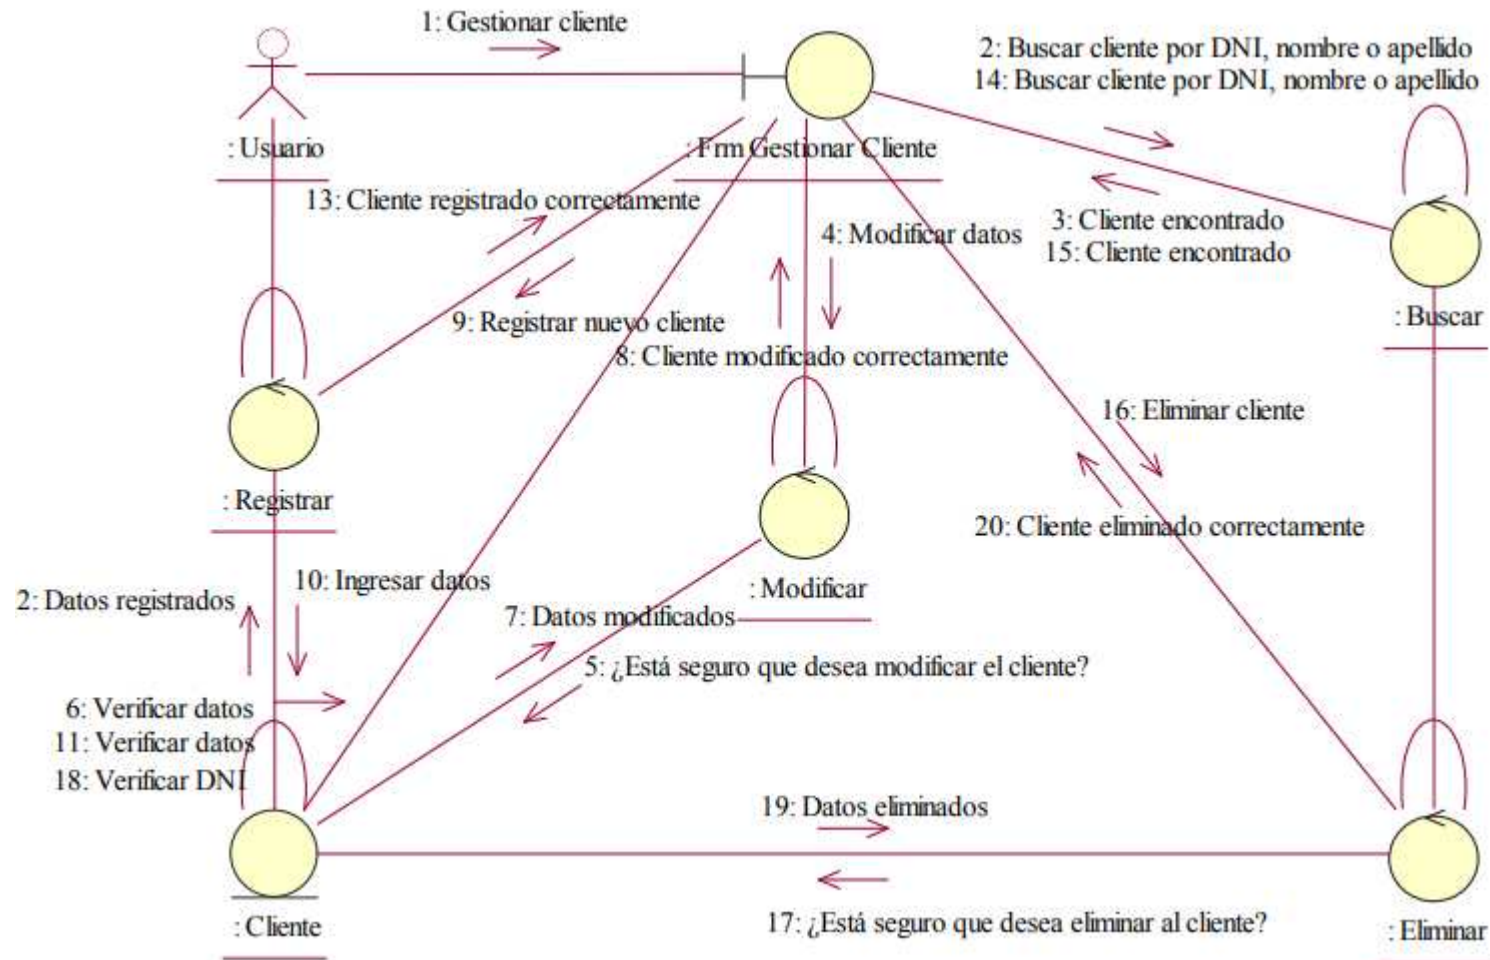 1: Gestionar cliente
2: Buscar cliente por DNI, nombre o apellido
14: Buscar cliente por DNI, nombre o apellido
: Usuario
: Frm Gestionar Cliente
13: Cliente registrado correctamente
4: Modificar datos
3: Cliente encontrado
15: Cliente encontrado
9: Registrar nuevo cliente
: Buscar
8: Cliente modificado correctamente
16: Eliminar cliente
: Registrar
20: Cliente eliminado correctamente
10: Ingresar datos
: Modificar
2: Datos registrados
7: Datos modificados
5: ¿Está seguro que desea modificar el cliente?
6: Verificar datos
11: Verificar datos
18: Verificar DNI
19: Datos eliminados
17: ¿Está seguro que desea eliminar al cliente?
: Cliente
: Eliminar